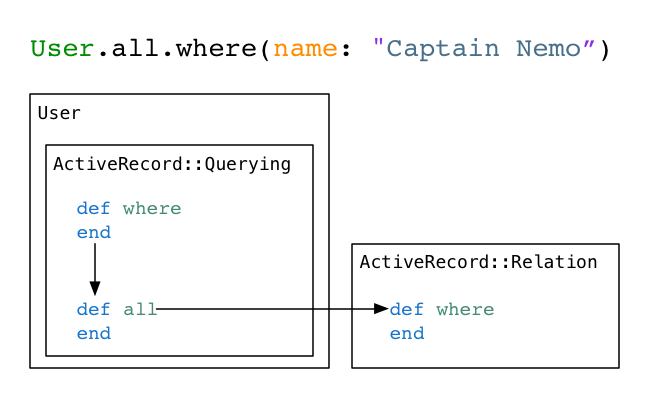 User.all.where(name: "Captain Nemo”)
User
ActiveRecord::Querying
def where
end
def all
end
ActiveRecord::Relation
def where
end